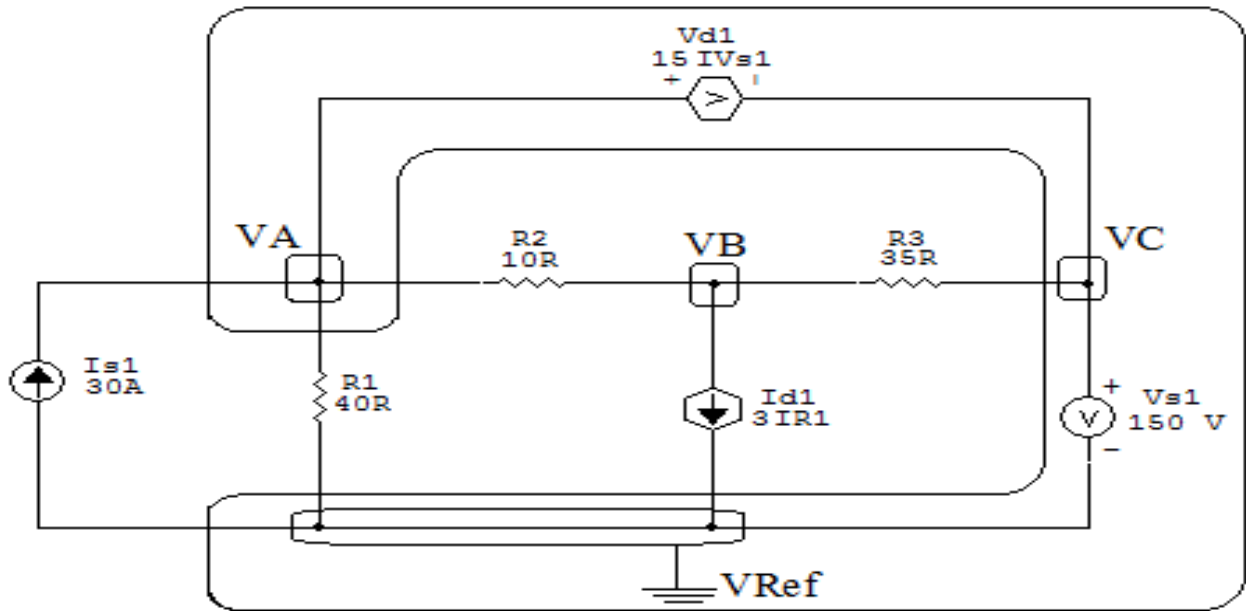 Vd1
15 IVs1
+ -
VA
R2
10R
VB
R3
35R
VC
Is1
30A
R1
40R
Id1
3IR1
+
Vs1
150 V
-
V
VRef